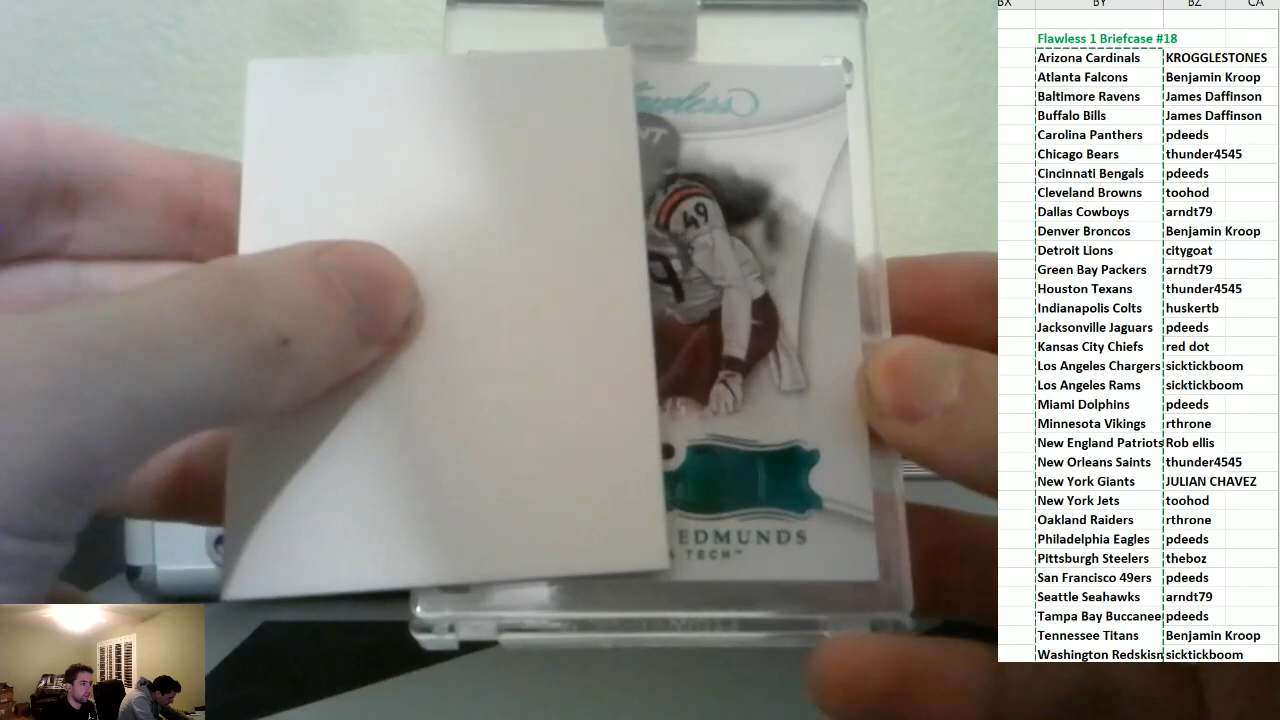 BX BY BZ CA
Flawless 1 Briefcase #18
Arizona Cardinals KROGGLESTONES
Atlanta Falcons Benjamin Kroop
Baltimore Ravens James Daffinson
Buffalo Bills James Daffinson
Carolina Panthers pdeeds
Chicago Bears thunder4545
Cincinnati Bengals pdeeds
Cleveland Browns toohod
Dallas Cowboys arndt79
Denver Broncos Benjamin Kroop
Detroit Lions citygoat
Green Bay Packers arndt79
Houston Texans thunder4545
Indianapolis Colts huskertb
Jacksonville Jaguars pdeeds
Kansas City Chiefs red dot
Los Angeles Chargers sicktickboom
Los Angeles Rams sicktickboom
Miami Dolphins pdeeds
Minnesota Vikings rthrone
New England Patriots Rob ellis
New Orleans Saints thunder4545
New York Giants JULIAN CHAVEZ
New York Jets toohod
Oakland Raiders rthrone
Philadelphia Eagles pdeeds
Pittsburgh Steelers theboz
San Francisco 49ers pdeeds
Seattle Seahawks arndt79
Tampa Bay Buccanee pdeeds
Tennessee Titans Benjamin Kroop
Washington Redskisn sicktickboom
49
EDMUNDS
TECH™